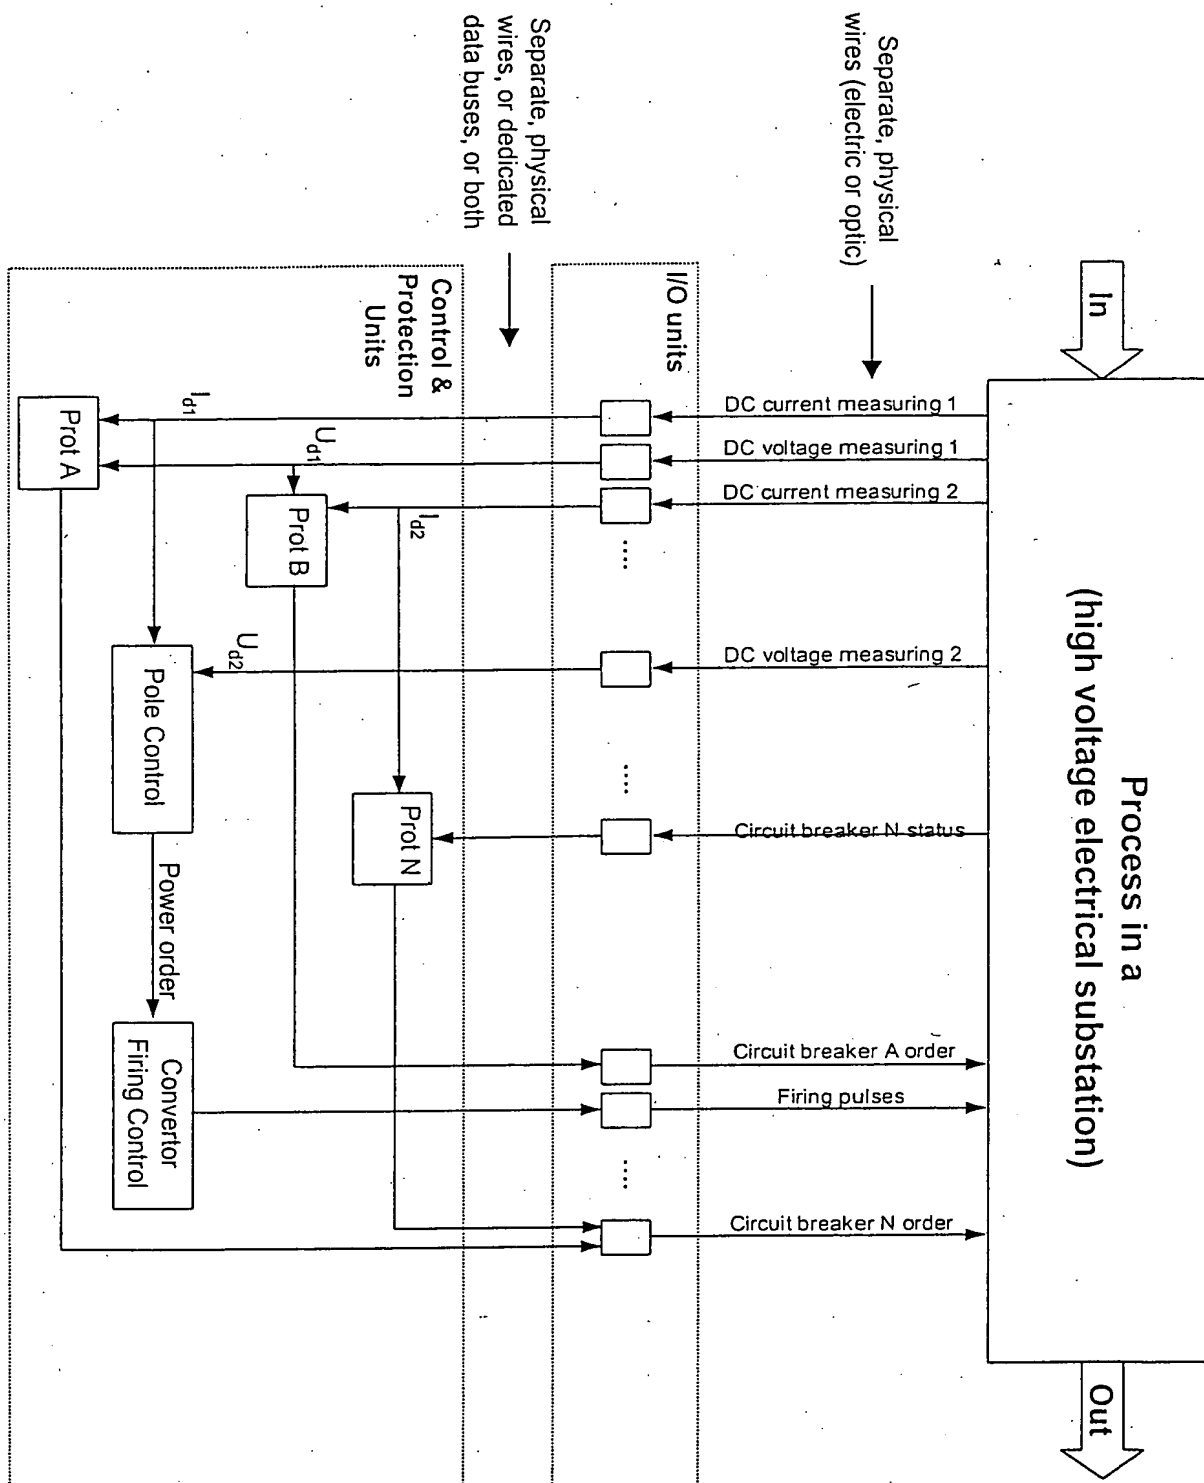 In
Process in a
(high voltage electrical substation)
Out
Separate, physical
wires (electric or optic)
DC current measuring 1
DC voltage measuring 1
DC current measuring 2
DC voltage measuring 2
Circuit breaker N status
Circuit breaker A order
Firing pulses
Circuit breaker N order
I/O units
....
....
....
Separate, physical
wires, or dedicated
data buses, or both
Control &
Protection
Units
Id1
Ud1
Id2
Ud2
Prot A
Prot B
Prot N
Pole Control
Power order
Convertor
Firing Control